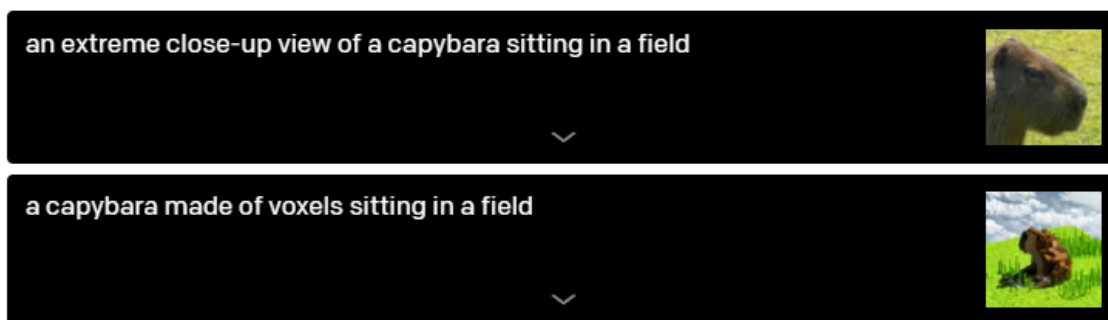 an extreme close-up view of a capybara sitting in a field
a capybara made of voxels sitting in a field